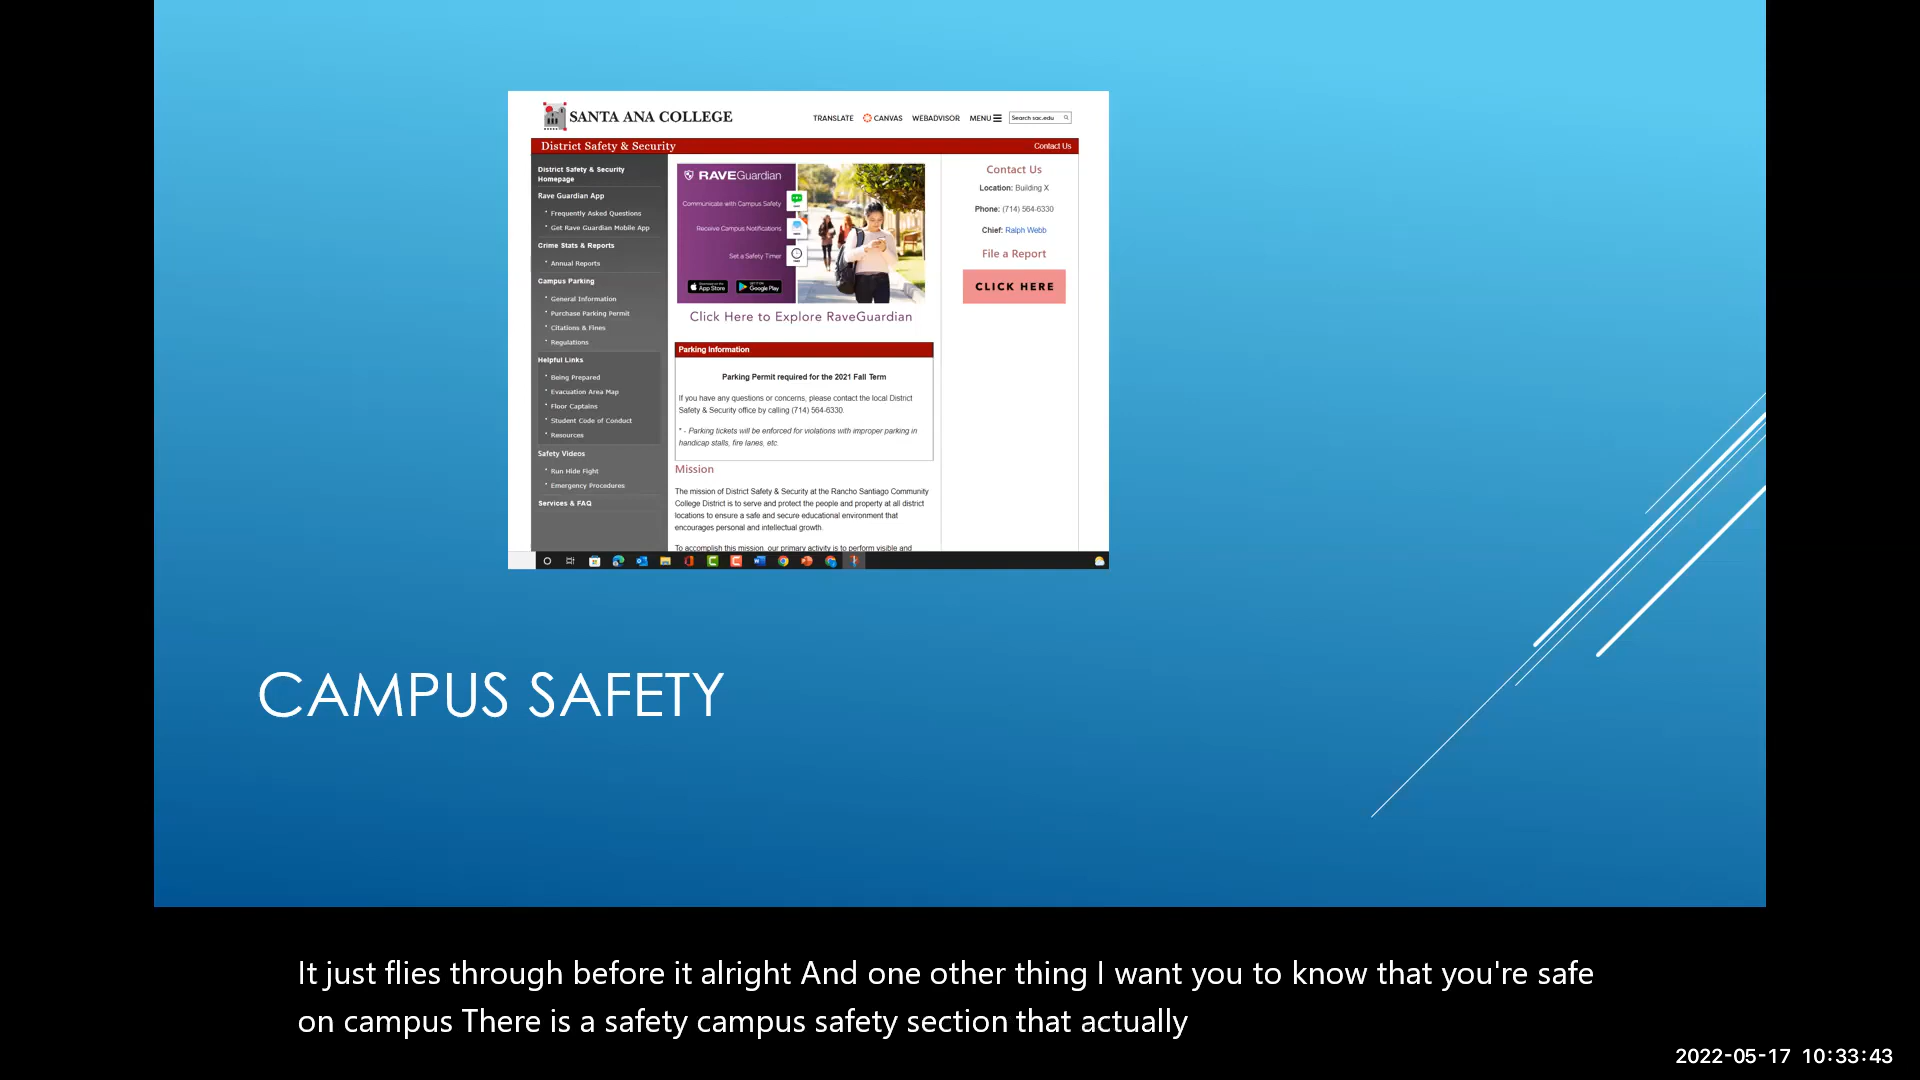 SANTA ANA COLLEGE
TRANSLATE CANVAS WEBADVISOR MENU Search sac.edu
District Safety & Security
Contact Us
District Safety & Security
Homepage
Rave Guardian App
Frequently Asked Questions
Get Rave Guardian Mobile App
Crime Stats & Reports
Annual Reports
Campus Parking
General Information
Purchase Parking Permit
Citations & Fines
Regulations
Helpful Links
Being Prepared
Evacuation Area Map
Floor Captains
Student Code of Conduct
Resources
Safety Videos
Run Hide Fight
Emergency Procedures
Services & FAQ
RAVEGuardian
Communicate with Campus Safety
Receive Campus Notifications
Set a Safety Timer
App Store
Google Play
Click Here to Explore RaveGuardian
Parking Information
Parking Permit required for the 2021 Fall Term
If you have any questions or concerns, please contact the local District
Safety & Security office by calling (714) 564-6330.
* - Parking tickets will be enforced for violations with improper parking in
handicap stalls, fire lanes, etc.
Mission
The mission of District Safety & Security at the Rancho Santiago Community
College District is to serve and protect the people and property at all district
locations to ensure a safe and secure educational environment that
encourages personal and intellectual growth.
To accomplish this mission, our primary activity is to perform visible and
Contact Us
Location: Building X
Phone: (714) 564-6330
Chief: Ralph Webb
File a Report
CLICK HERE
CAMPUS SAFETY
It just flies through before it alright And one other thing I want you to know that you're safe
on campus There is a safety campus safety section that actually
2022-05-17 10:33:43